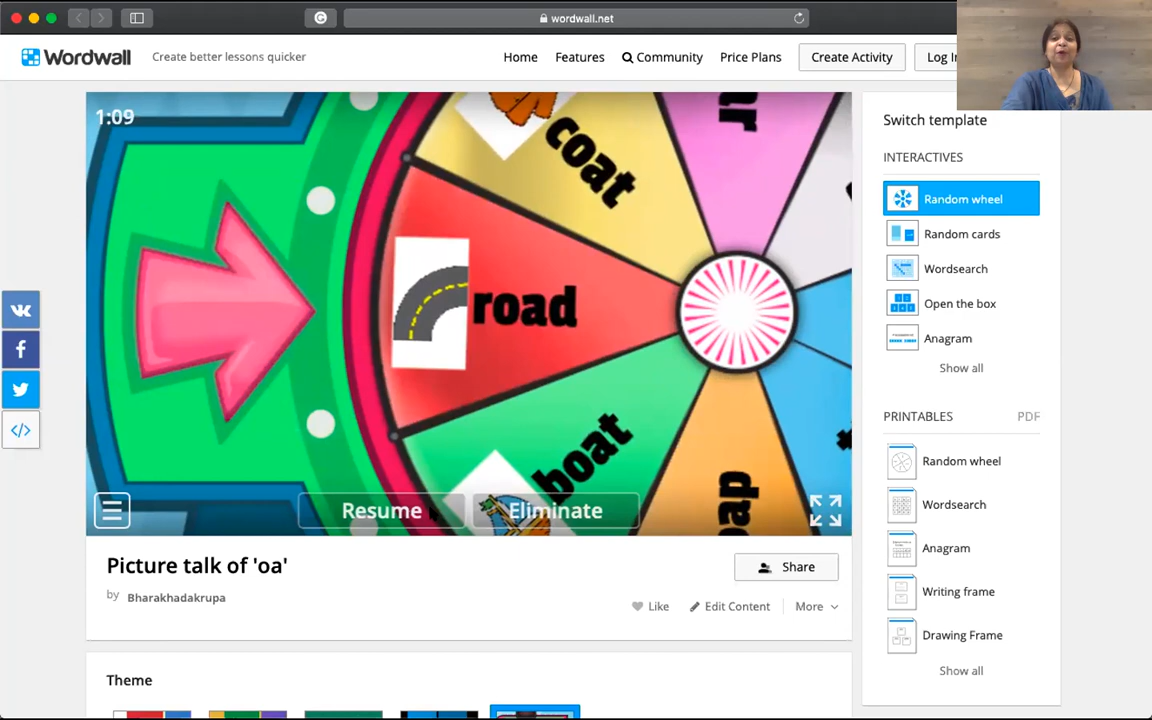 wordwall.net
Wordwall
Create better lessons quicker
Home
Features
Community
Price Plans
Create Activity
1:09
coat
road
boat
Resume
Eliminate
Picture talk of 'oa'
by Bharakhadakrupa
Share
Like
Edit Content
More
Theme
Switch template
INTERACTIVES
Random wheel
Random cards
Wordsearch
Open the box
Anagram
Show all
PRINTABLES PDF
Random wheel
Wordsearch
Anagram
Writing frame
Drawing Frame
Show all